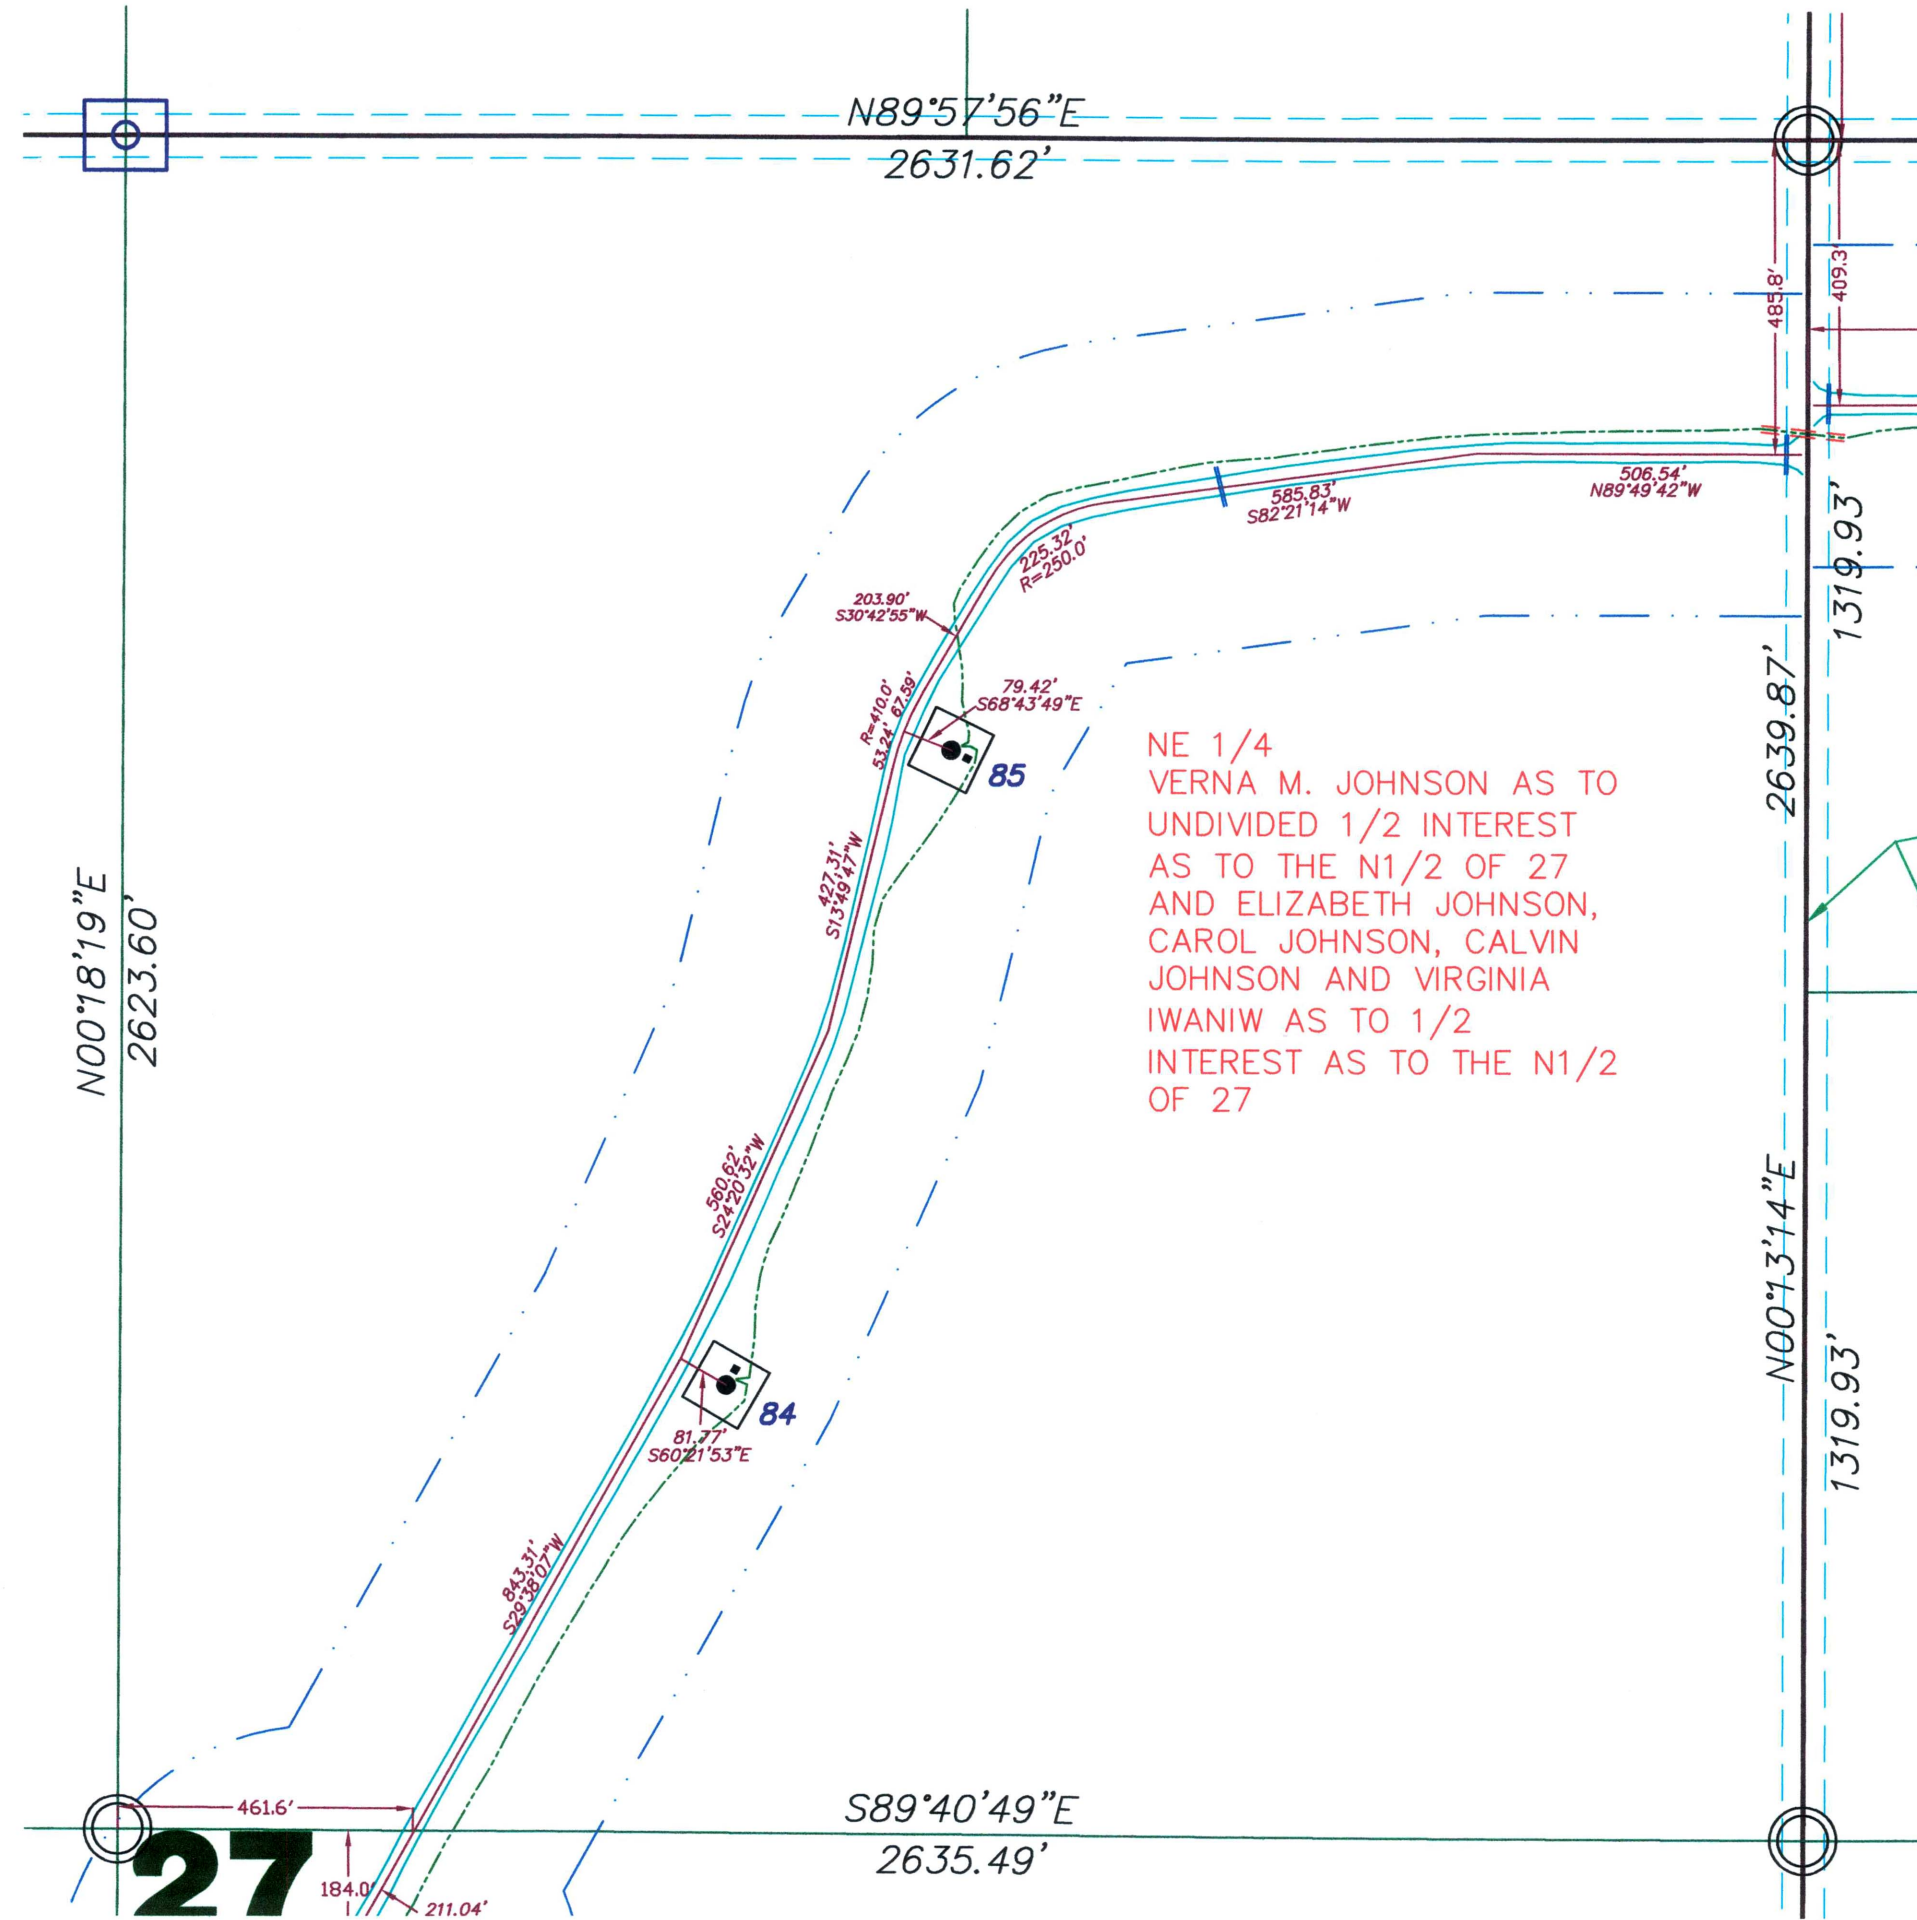 N89°57'56"E
2631.62'
485.8'
409.3'
506.54'
N89°49'42"W
585.83'
S82°21'14"W
225.32'
R=250.0'
203.90'
S30°42'55"W
1319.93'
2639.87'
79.42'
S68°43'49"E
R=410.0'
53.24' 67.59'
85
NE 1/4
VERNA M. JOHNSON AS TO
UNDIVIDED 1/2 INTEREST
AS TO THE N1/2 OF 27
AND ELIZABETH JOHNSON,
CAROL JOHNSON, CALVIN
JOHNSON AND VIRGINIA
IWANIW AS TO 1/2
INTEREST AS TO THE N1/2
OF 27
427.31'
S13°49'47"W
N00°18'19"E
2623.60'
560.62'
S24°20'32"W
N00°13'14"E
1319.93'
84
81.77'
S60°21'53"E
843.31'
S29°38'07"W
461.6'
S89°40'49"E
2635.49'
27
184.0'
211.04'